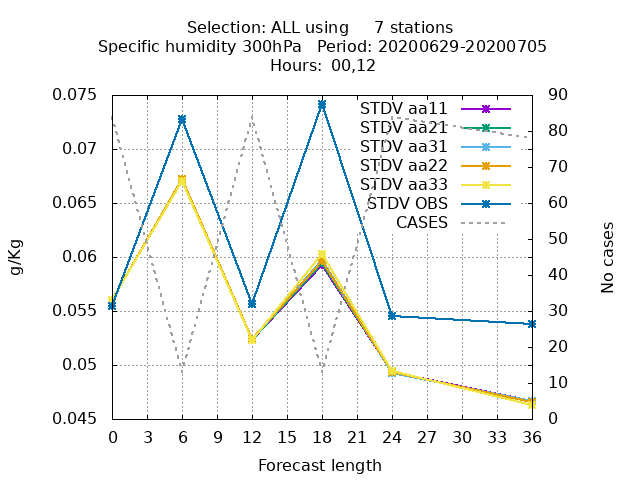 Selection: ALL using     7 stations
Specific humidity 300hPa   Period: 20200629-20200705
Hours:  00,12
g/Kg
0.075
0.07
0.065
0.06
0.055
0.05
0.045
STDV aa11
STDV aa21
STDV aa31
STDV aa22
STDV aa33
STDV OBS
CASES
90
80
70
60
50
40
30
20
10
0
No cases
0 3 6 9 12 15 18 21 24 27 30 33 36
Forecast length